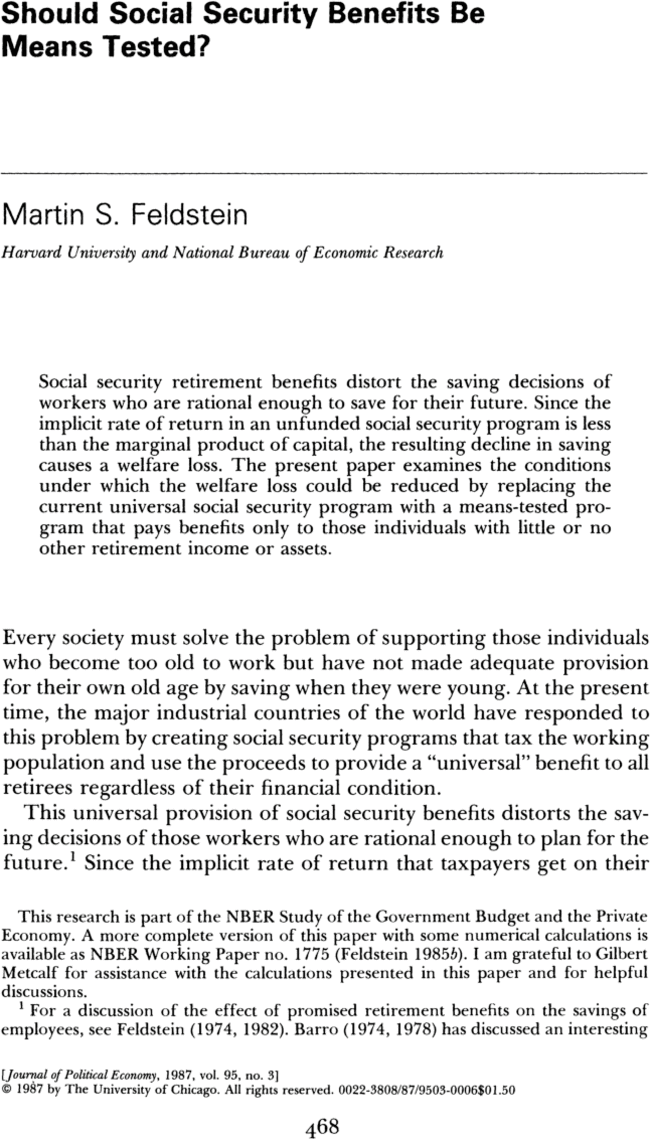 Should Social Security Benefits Be
Means Tested?
Martin S. Feldstein
Harvard University and National Bureau of Economic Research
Social security retirement benefits distort the saving decisions of
workers who are rational enough to save for their future. Since the
implicit rate of return in an unfunded social security program is less
than the marginal product of capital, the resulting decline in saving
causes a welfare loss. The present paper examines the conditions
under which the welfare loss could be reduced by replacing the
current universal social security program with a means-tested pro-
gram that pays benefits only to those individuals with little or no
other retirement income or assets.
Every society must solve the problem of supporting those individuals
who become too old to work but have not made adequate provision
for their own old age by saving when they were young. At the present
time, the major industrial countries of the world have responded to
this problem by creating social security programs that tax the working
population and use the proceeds to provide a “universal” benefit to all
retirees regardless of their financial condition.
This universal provision of social security benefits distorts the sav-
ing decisions of those workers who are rational enough to plan for the
future.¹ Since the implicit rate of return that taxpayers get on their
This research is part of the NBER Study of the Government Budget and the Private
Economy. A more complete version of this paper with some numerical calculations is
available as NBER Working Paper no. 1775 (Feldstein 1985b). I am grateful to Gilbert
Metcalf for assistance with the calculations presented in this paper and for helpful
discussions.
¹ For a discussion of the effect of promised retirement benefits on the savings of
employees, see Feldstein (1974, 1982). Barro (1974, 1978) has discussed an interesting
[Journal of Political Economy, 1987, vol. 95, no. 3]
© 1987 by The University of Chicago. All rights reserved. 0022-3808/87/9503-0006$01.50
468